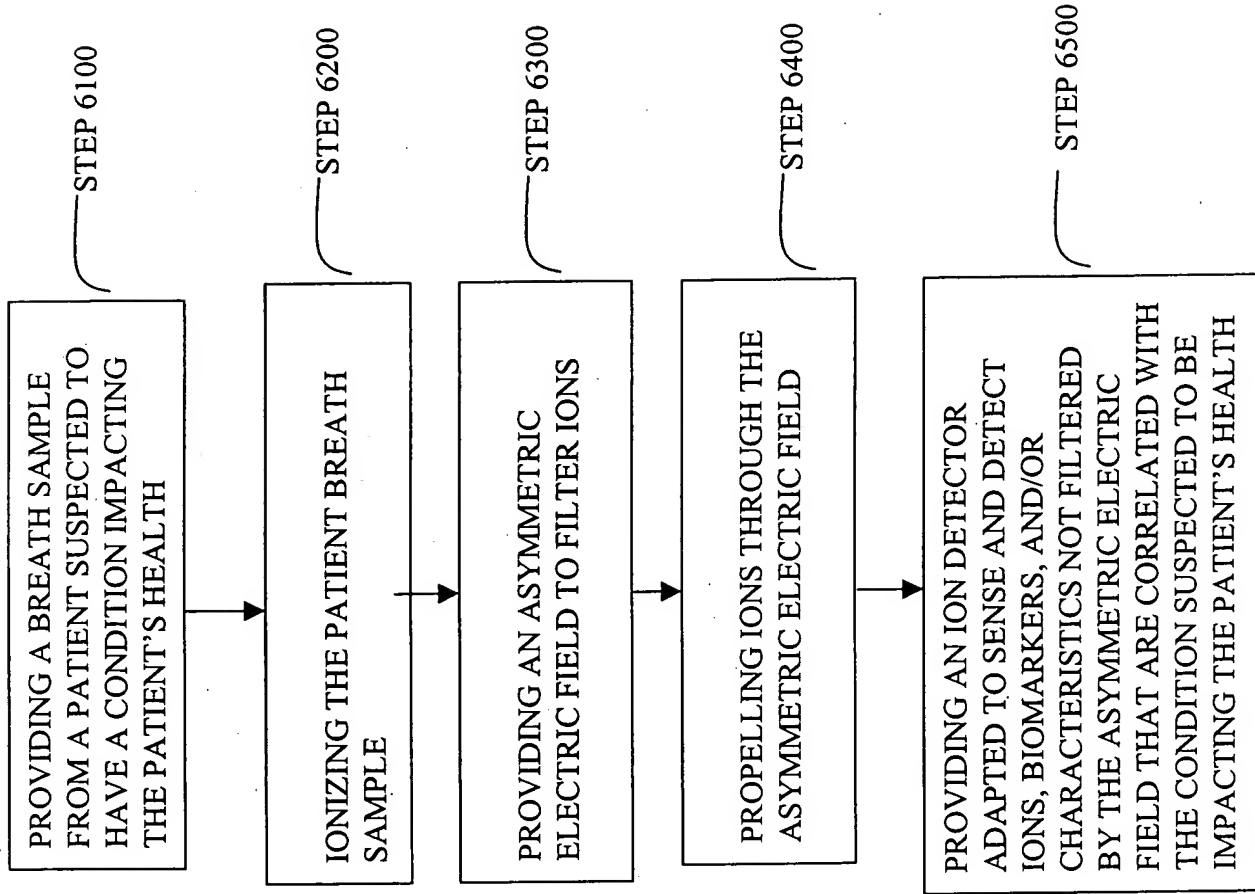 PROVIDING A BREATH SAMPLE
FROM A PATIENT SUSPECTED TO
HAVE A CONDITION IMPACTING
THE PATIENT'S HEALTH
STEP 6100
IONIZING THE PATIENT BREATH
SAMPLE
STEP 6200
PROVIDING AN ASYMMETRIC
ELECTRIC FIELD TO FILTER IONS
STEP 6300
PROPELLING IONS THROUGH THE
ASYMMETRIC ELECTRIC FIELD
STEP 6400
PROVIDING AN ION DETECTOR
ADAPTED TO SENSE AND DETECT
IONS, BIOMARKERS, AND/OR
CHARACTERISTICS NOT FILTERED
BY THE ASYMMETRIC ELECTRIC
FIELD THAT ARE CORRELATED WITH
THE CONDITION SUSPECTED TO BE
IMPACTING THE PATIENT'S HEALTH
STEP 6500